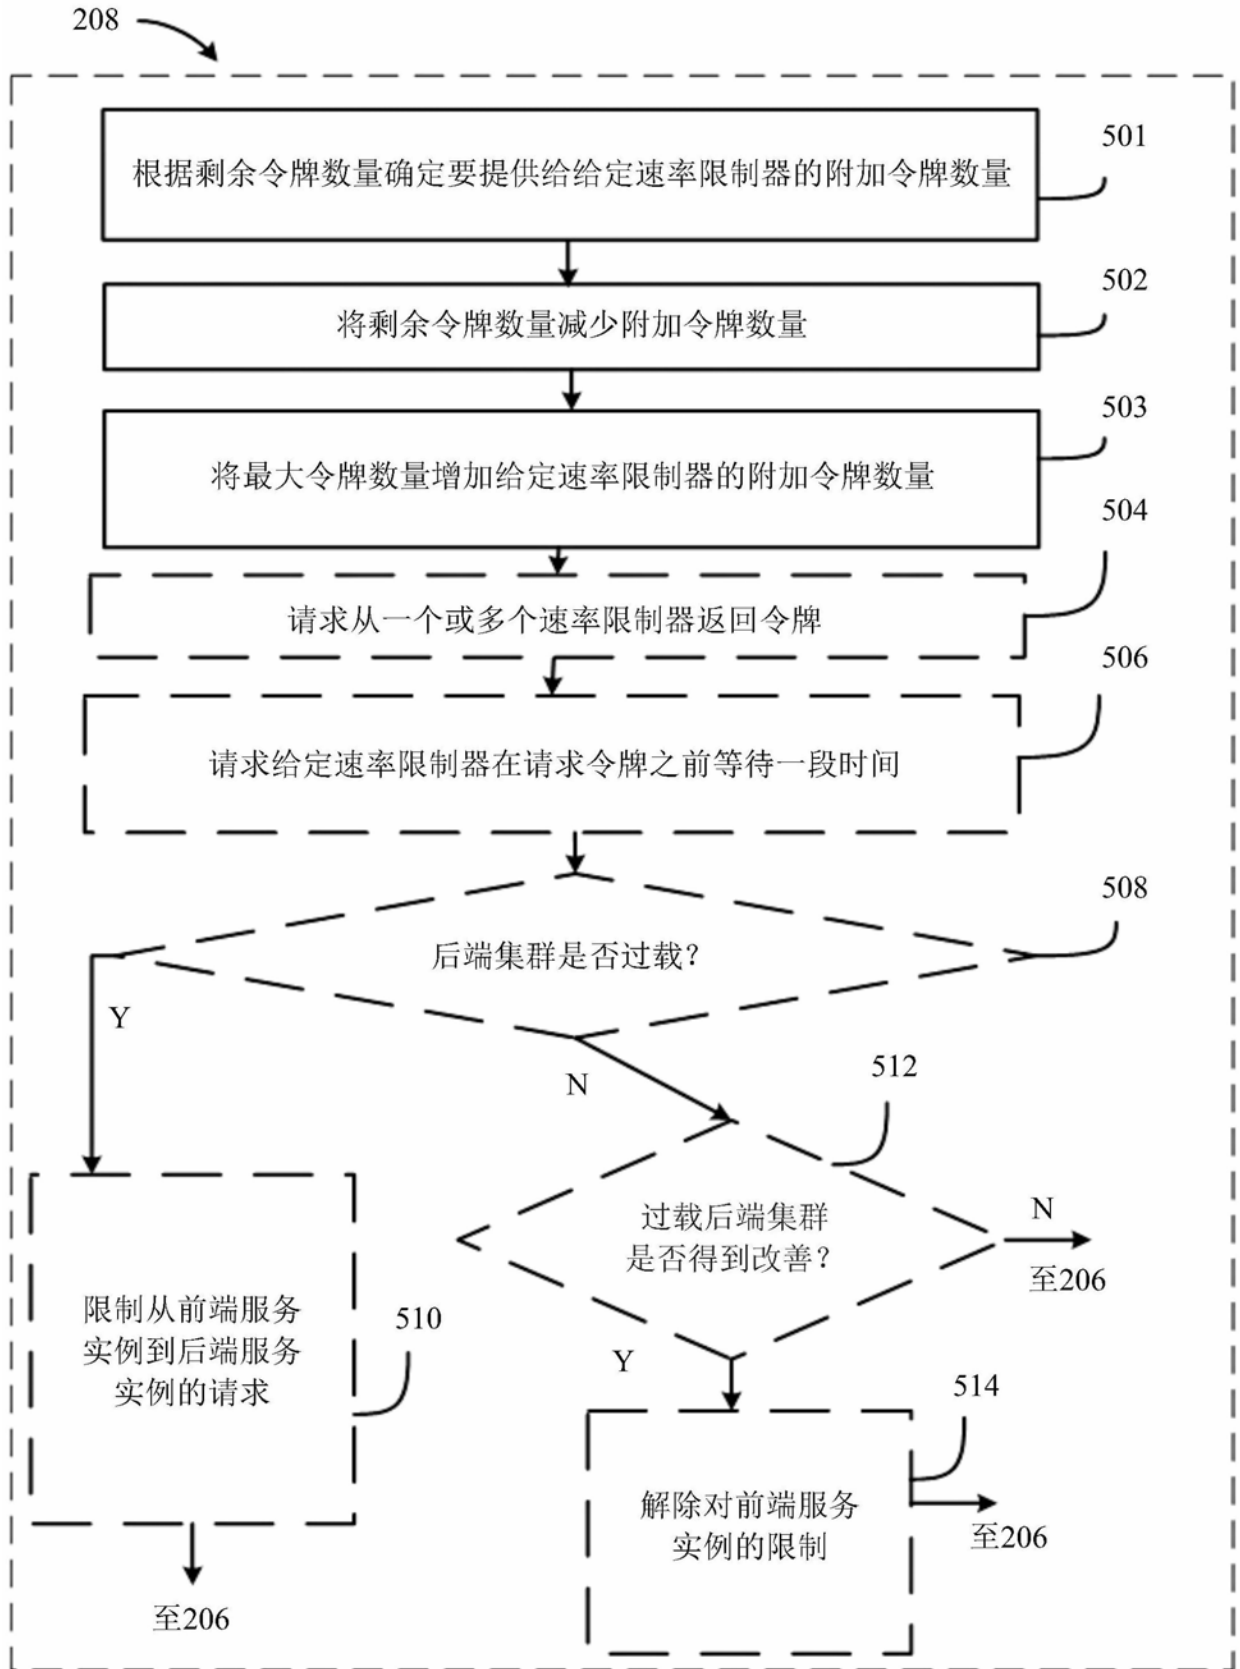 208
501
根据剩余令牌数量确定要提供给给定速率限制器的附加令牌数量
502
将剩余令牌数量减少附加令牌数量
503
将最大令牌数量增加给定速率限制器的附加令牌数量
504
请求从一个或多个速率限制器返回令牌
506
请求给定速率限制器在请求令牌之前等待一段时间
508
后端集群是否过载?
Y
N
512
过载后端集群
是否得到改善?
N
至206
限制从前端服务
实例到后端服务
实例的请求
510
Y
514
解除对前端服务
实例的限制
至206
至206